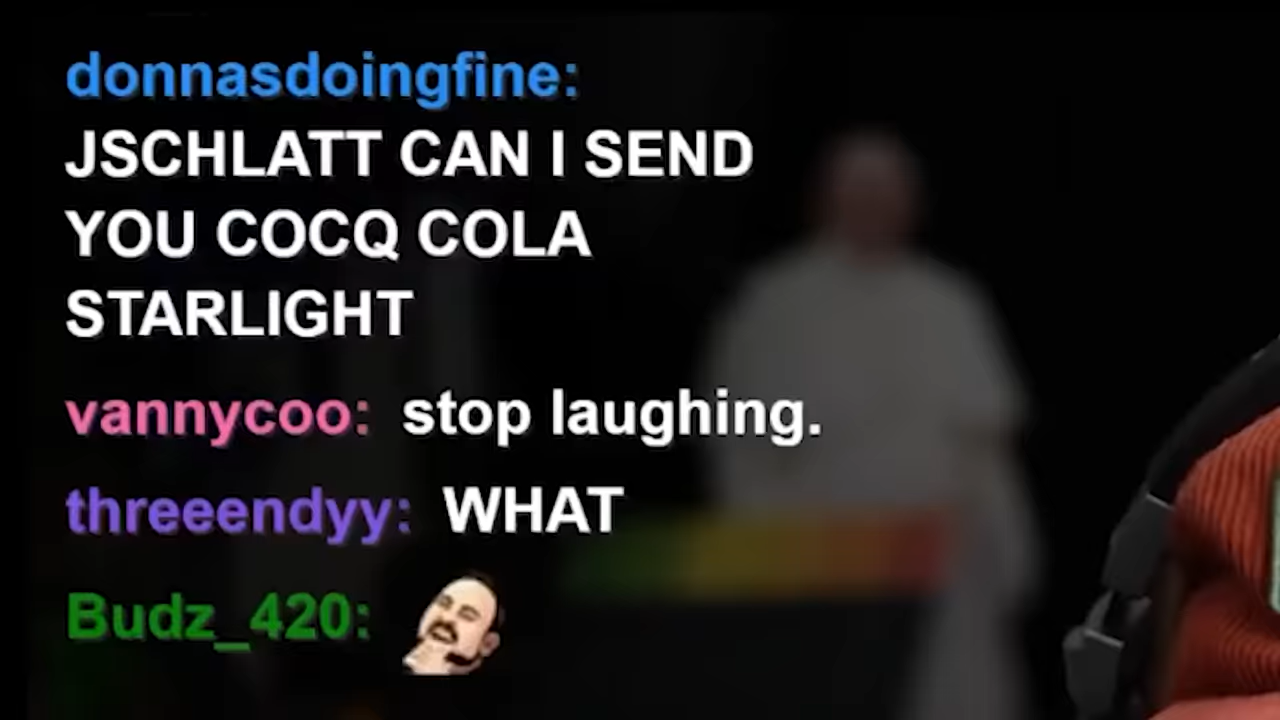 donnasdoingfine:
JSCHLATT CAN I SEND
YOU COCQ COLA
STARLIGHT
vannycoo: stop laughing.
threeendyy: WHAT
Budz_420: